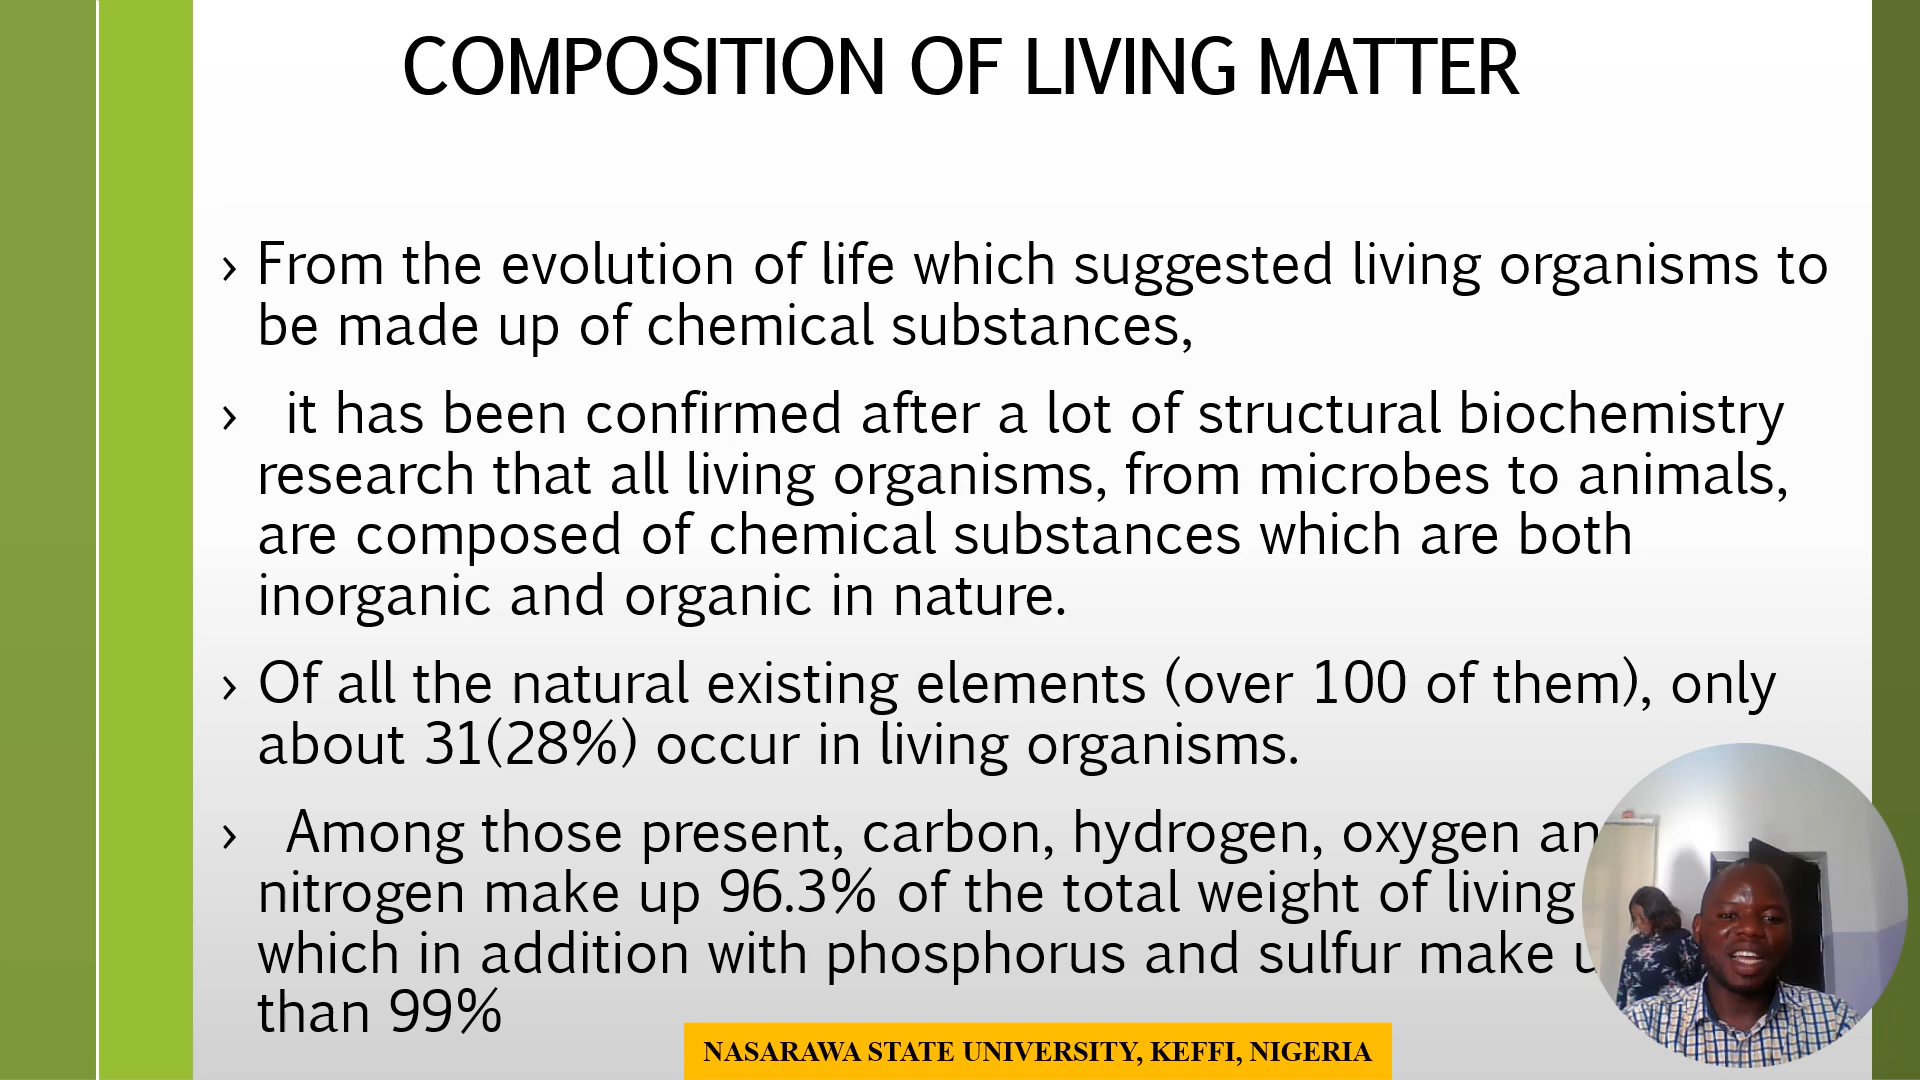 COMPOSITION OF LIVING MATTER
› From the evolution of life which suggested living organisms to
be made up of chemical substances,
› it has been confirmed after a lot of structural biochemistry
research that all living organisms, from microbes to animals,
are composed of chemical substances which are both
inorganic and organic in nature.
› Of all the natural existing elements (over 100 of them), only
about 31(28%) occur in living organisms.
› Among those present, carbon, hydrogen, oxygen
nitrogen make up 96.3% of the total weight of living
which in addition with phosphorus and sulfur make
than 99%
NASARAWA STATE UNIVERSITY, KEFFI, NIGERIA